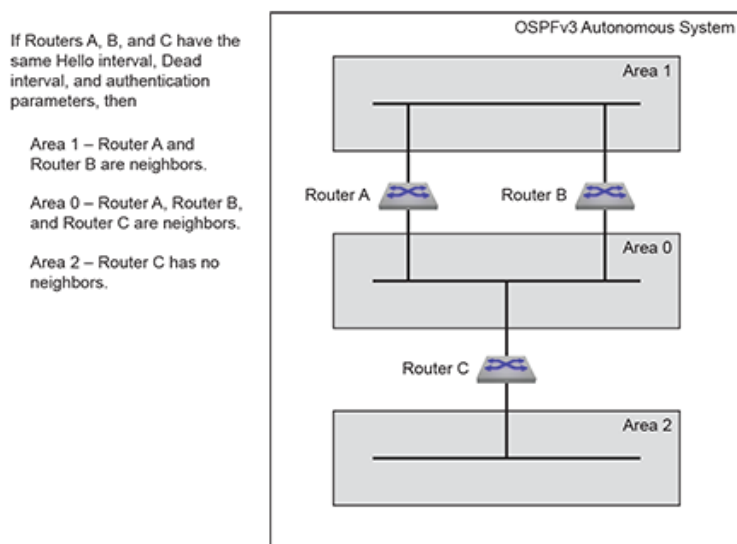 If Routers A, B, and C have the
same Hello interval, Dead
interval, and authentication
parameters, then
Area 1 – Router A and
Router B are neighbors.
Area 0 – Router A, Router B,
and Router C are neighbors.
Area 2 – Router C has no
neighbors.
OSPFv3 Autonomous System
Area 1
Router A
Router B
Area 0
Router C
Area 2